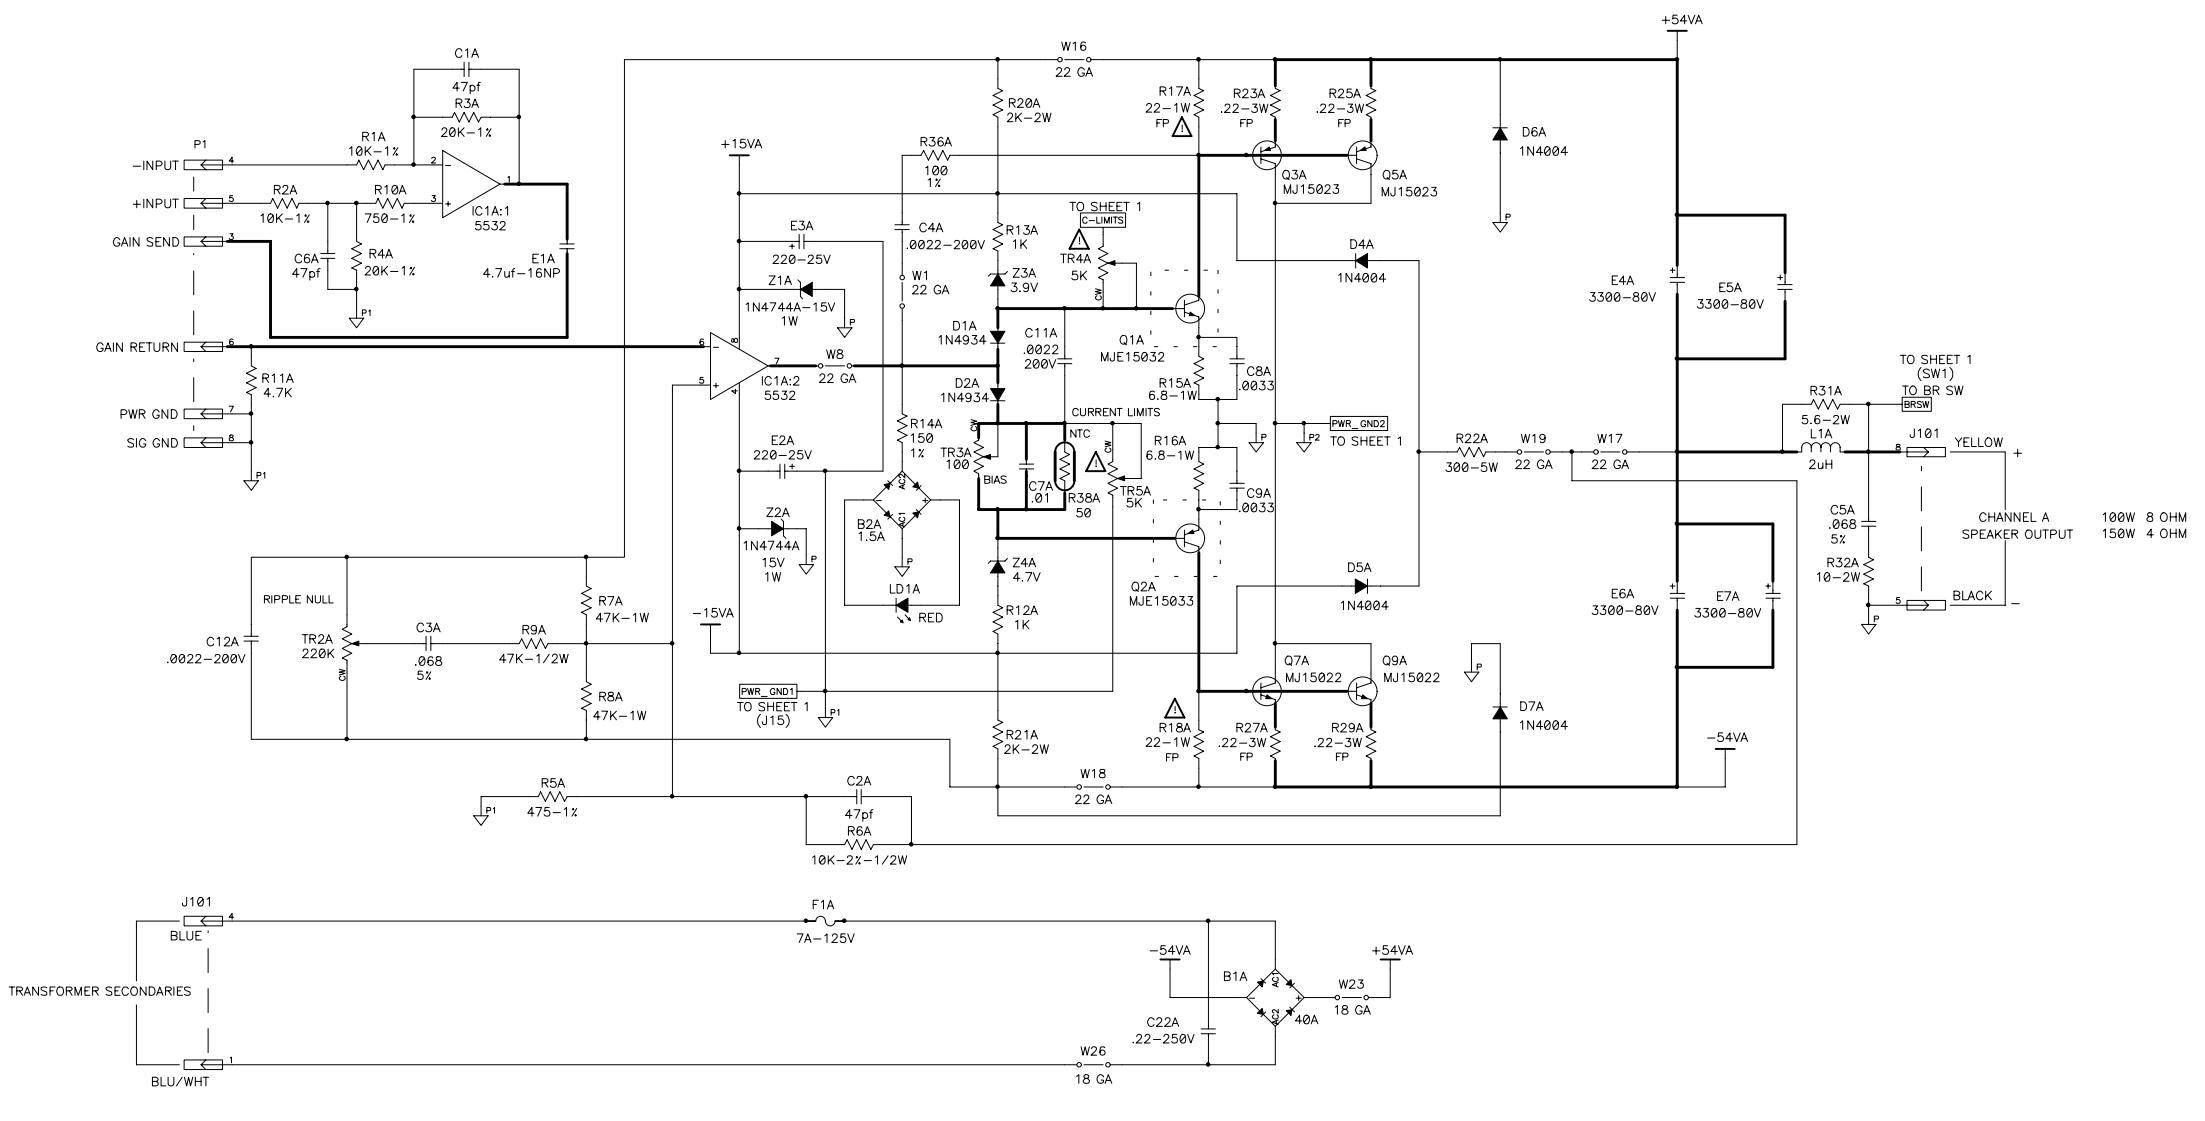 +54VA
W16
22 GA
C1A
47pf
R3A
20K-1%
P1
R1A
10K-1%
-INPUT
4
2
-
1
+INPUT
5
R2A
10K-1%
R10A
750-1%
3
+
IC1A:1
5532
GAIN SEND
3
C6A
47pf
R4A
20K-1%
P1
E1A
4.7uf-16NP
GAIN RETURN
6
R11A
4.7K
PWR GND
7
SIG GND
8
P1
+15VA
R36A
100
1%
R20A
2K-2W
R17A
22-1W
FP
R23A
.22-3W
FP
R25A
.22-3W
FP
Q3A
MJ15023
Q5A
MJ15023
D6A
1N4004
P
E3A
+
220-25V
C4A
.0022-200V
R13A
1K
TO SHEET 1
C-LIMITS
TR4A
5K
CW
Z1A
1N4744A-15V
1W
P
W1
22 GA
Z3A
3.9V
D4A
1N4004
6
-
8
7
5
+
4
IC1A:2
5532
W8
22 GA
D1A
1N4934
D2A
1N4934
C11A
.0022
200V
Q1A
MJE15032
R15A
6.8-1W
C8A
.0033
E4A
3300-80V
+
E5A
3300-80V
+
CURRENT LIMITS
CW
NTC
CW
TR3A
100
BIAS
C7A
.01
R38A
50
TR5A
5K
R16A
6.8-1W
C9A
.0033
P
P2
PWR_GND2
TO SHEET 1
R22A
300-5W
W19
22 GA
W17
22 GA
TO SHEET 1
(SW1)
TO BR SW
BRSW
R31A
5.6-2W
L1A
2uH
J101
8
YELLOW
+
C5A
.068
5%
R32A
10-2W
CHANNEL A
SPEAKER OUTPUT
100W 8 OHM
150W 4 OHM
5
BLACK
-
P
E2A
220-25V
+
R14A
150
1%
AC2
-
+
AC1
B2A
1.5A
P
LD1A
RED
Z2A
1N4744A
15V
1W
P
Z4A
4.7V
R12A
1K
Q2A
MJE15033
D5A
1N4004
E6A
3300-80V
+
E7A
3300-80V
+
-15VA
RIPPLE NULL
R7A
47K-1W
C12A
.0022-200V
TR2A
220K
CW
C3A
.068
5%
R9A
47K-1/2W
R8A
47K-1W
PWR_GND1
TO SHEET 1
(J15)
P1
Q7A
MJ15022
Q9A
MJ15022
P
D7A
1N4004
R21A
2K-2W
R18A
22-1W
FP
R27A
.22-3W
FP
R29A
.22-3W
FP
-54VA
W18
22 GA
P1
R5A
475-1%
C2A
47pf
R6A
10K-2%-1/2W
J101
4
BLUE
F1A
7A-125V
TRANSFORMER SECONDARIES
-54VA
+54VA
B1A
AC1
-
+
AC2
40A
W23
18 GA
C22A
.22-250V
1
BLU/WHT
W26
18 GA